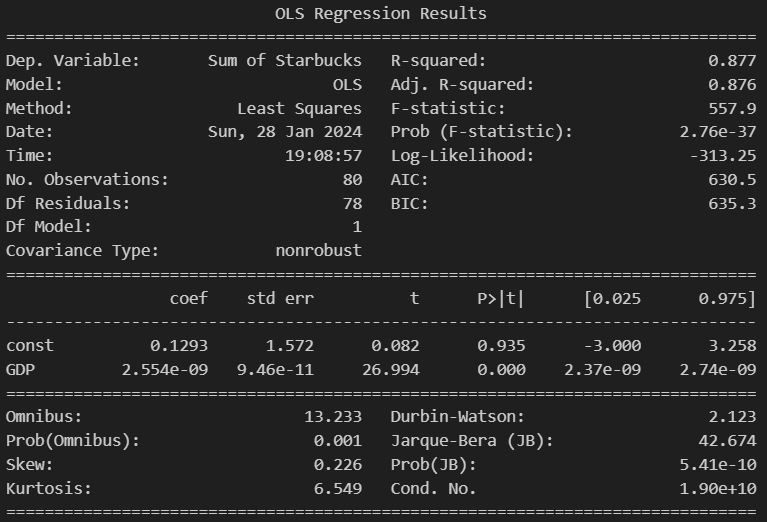 OLS Regression Results
==============================================================================
Dep. Variable: Sum of Starbucks R-squared: 0.877
Model: OLS Adj. R-squared: 0.876
Method: Least Squares F-statistic: 557.9
Date: Sun, 28 Jan 2024 Prob (F-statistic): 2.76e-37
Time: 19:08:57 Log-Likelihood: -313.25
No. Observations: 80 AIC: 630.5
Df Residuals: 78 BIC: 635.3
Df Model: 1
Covariance Type: nonrobust
==============================================================================
coef std err t P>|t| [0.025 0.975]
------------------------------------------------------------------------------
const 0.1293 1.572 0.082 0.935 -3.000 3.258
GDP 2.554e-09 9.46e-11 26.994 0.000 2.37e-09 2.74e-09
==============================================================================
Omnibus: 13.233 Durbin-Watson: 2.123
Prob(Omnibus): 0.001 Jarque-Bera (JB): 42.674
Skew: 0.226 Prob(JB): 5.41e-10
Kurtosis: 6.549 Cond. No. 1.90e+10
==============================================================================